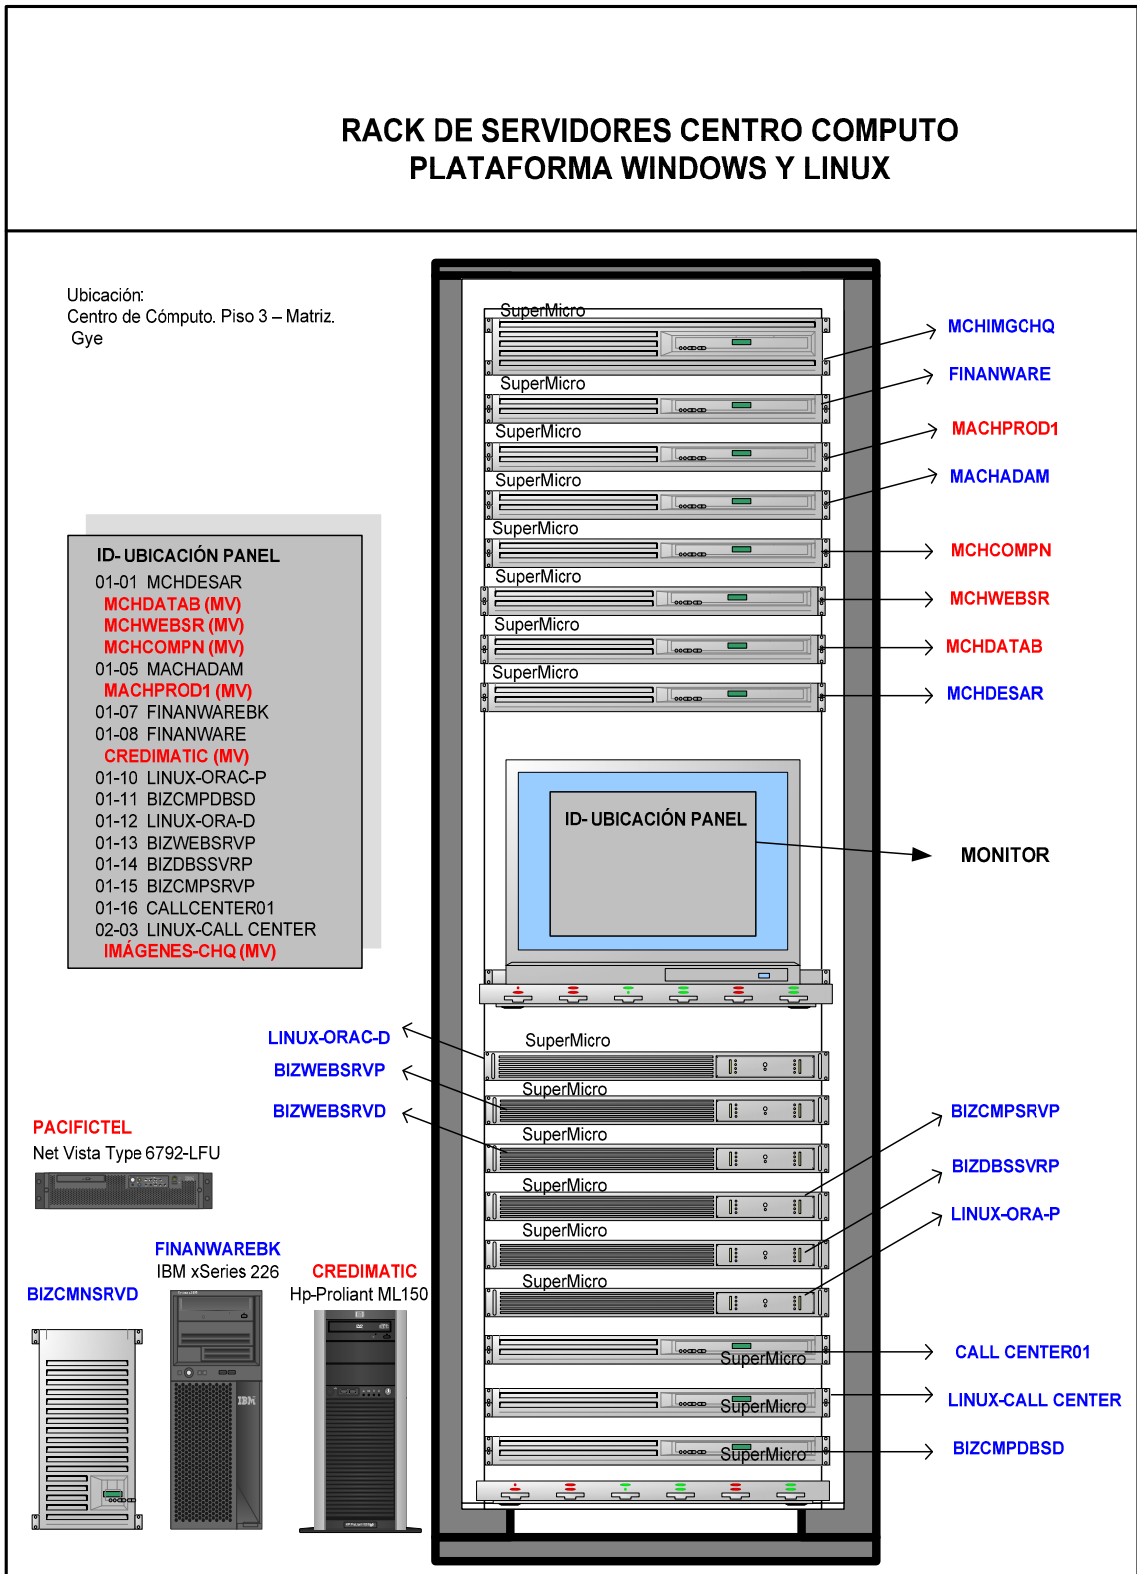 RACK DE SERVIDORES CENTRO COMPUTO
PLATAFORMA WINDOWS Y LINUX
Ubicación:
Centro de Cómputo. Piso 3 – Matriz.
Gye
SuperMicro
MCHIMGCHQ
SuperMicro
FINANWARE
SuperMicro
MACHPROD1
SuperMicro
MACHADAM
SuperMicro
MCHCOMPN
SuperMicro
MCHWEBSR
SuperMicro
MCHDATAB
SuperMicro
MCHDESAR
ID- UBICACIÓN PANEL
01-01 MCHDESAR
MCHDATAB (MV)
MCHWEBSR (MV)
MCHCOMPN (MV)
01-05 MACHADAM
MACHPROD1 (MV)
01-07 FINANWAREBK
01-08 FINANWARE
CREDIMATIC (MV)
01-10 LINUX-ORAC-P
01-11 BIZCMPDBSD
01-12 LINUX-ORA-D
01-13 BIZWEBSRVP
01-14 BIZDBSSVRP
01-15 BIZCMPSRVP
01-16 CALLCENTER01
02-03 LINUX-CALL CENTER
IMÁGENES-CHQ (MV)
ID- UBICACIÓN PANEL
MONITOR
LINUX-ORAC-D
SuperMicro
BIZWEBSRVP
SuperMicro
BIZWEBSRVD
SuperMicro
BIZCMPSRVP
SuperMicro
BIZDBSSVRP
SuperMicro
LINUX-ORA-P
SuperMicro
CALL CENTER01
SuperMicro
LINUX-CALL CENTER
SuperMicro
BIZCMPDBSD
SuperMicro
PACIFICTEL
Net Vista Type 6792-LFU
FINANWAREBK
IBM xSeries 226
IBM
CREDIMATIC
Hp-Proliant ML150
BIZCMNSRVD